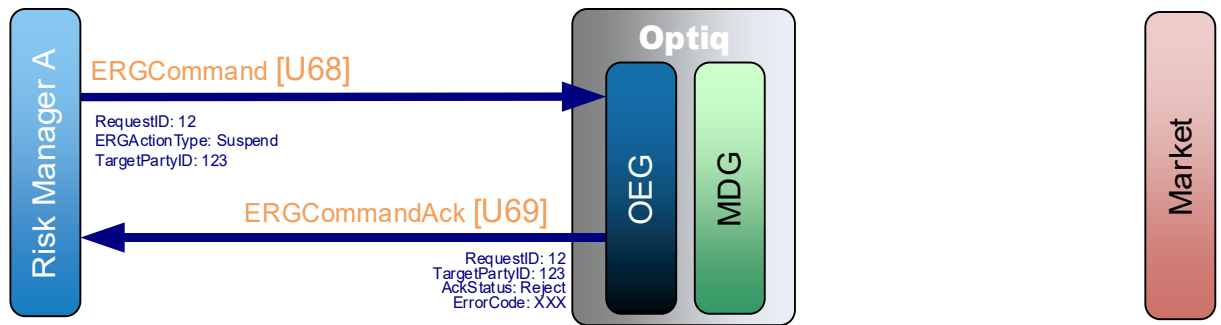 Optiq
Risk Manager A
ERGCommand [U68]
RequestID: 12
ERGActionType: Suspend
TargetPartyID: 123
ERGCommandAck [U69]
RequestID: 12
TargetPartyID: 123
AckStatus: Reject
ErrorCode: XXX
OEG
MDG
Market